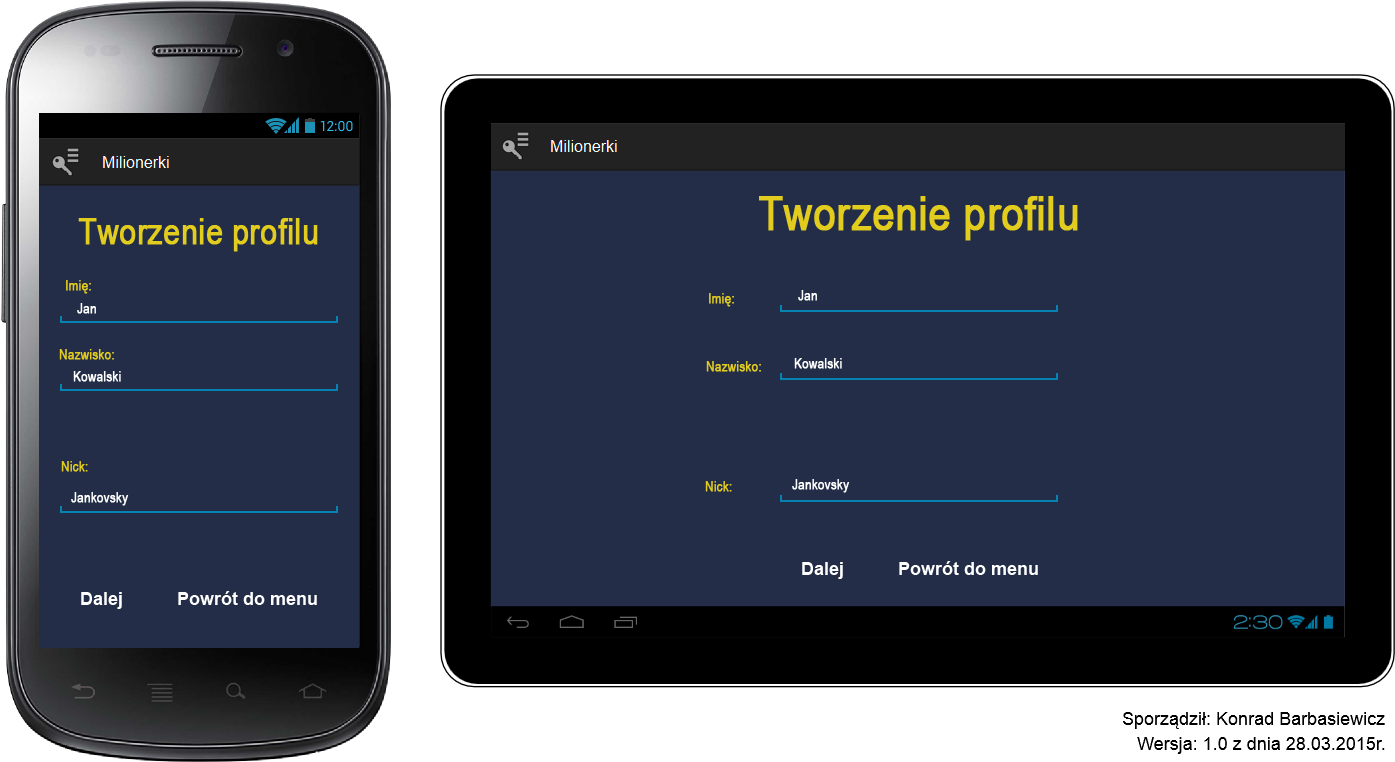 12:00
Milionerki
Tworzenie profilu
Imię:
Jan
Nazwisko:
Kowalski
Nick:
Jankovsky
Dalej Powrót do menu
Milionerki
Tworzenie profilu
Imię: Jan
Nazwisko: Kowalski
Nick: Jankovsky
Dalej Powrót do menu
2:30
Sporządził: Konrad Barbasiewicz
Wersja: 1.0 z dnia 28.03.2015r.